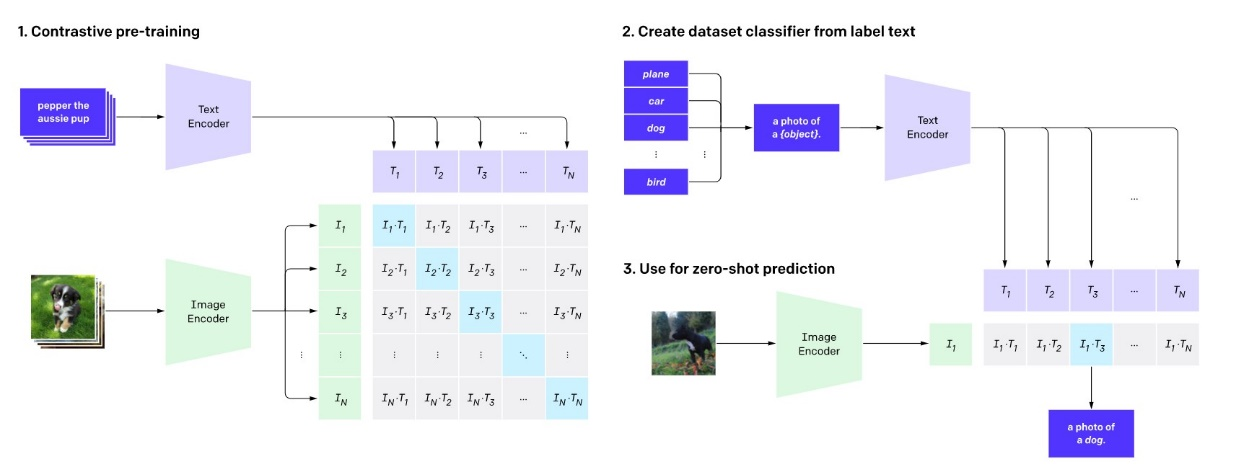 1. Contrastive pre-training
pepper the
aussie pup
Text
Encoder
...
T1 T2 T3 ... TN
I1 I1·T1 I1·T2 I1·T3 ... I1·TN
I2 I2·T1 I2·T2 I2·T3 ... I2·TN
Image
Encoder
I3 I3·T1 I3·T2 I3·T3 ... I3·TN
⋮ ⋮ ⋮ ⋮ ⋮ ⋱ ⋮
IN IN·T1 IN·T2 IN·T3 ... IN·TN
2. Create dataset classifier from label text
plane
car
dog
⋮ ⋮
bird
a photo of
a {object}.
Text
Encoder
...
3. Use for zero-shot prediction
T1 T2 T3 ... TN
Image
Encoder
I1 I1·T1 I1·T2 I1·T3 ... I1·TN
a photo of
a dog.